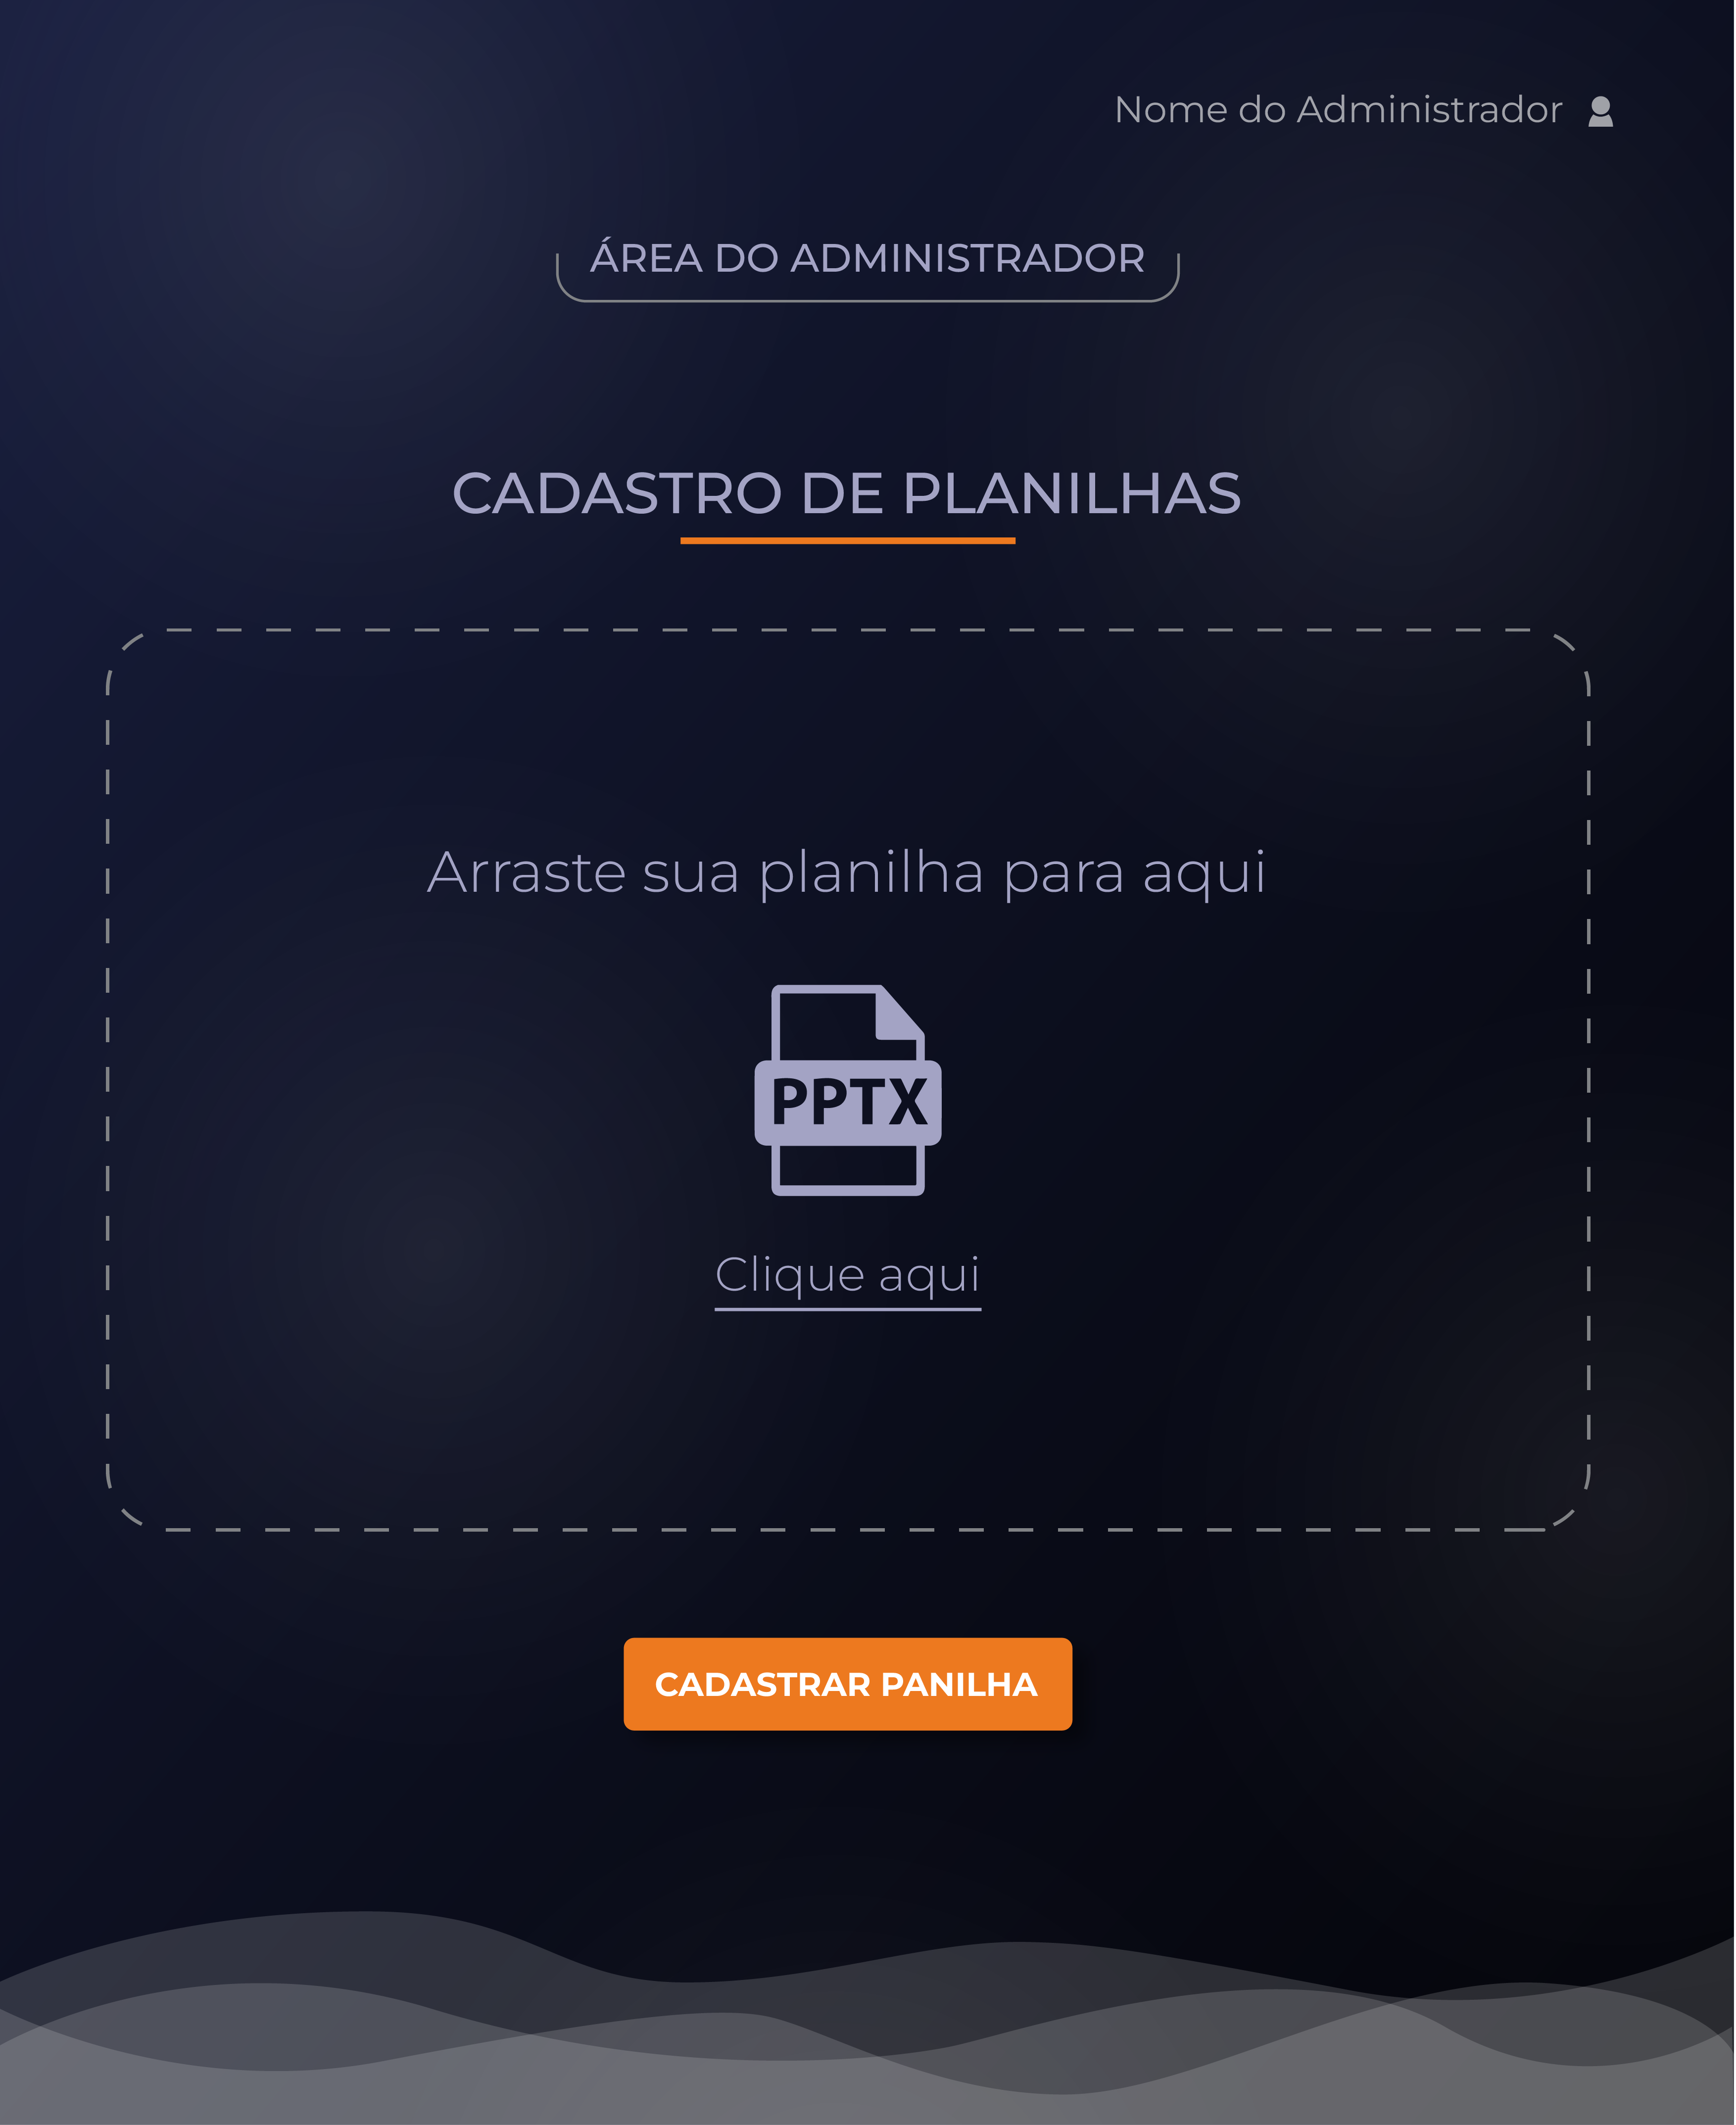 Nome do Administrador
ÁREA DO ADMINISTRADOR
CADASTRO DE PLANILHAS
Arraste sua planilha para aqui
PPTX
Clique aqui
CADASTRAR PANILHA